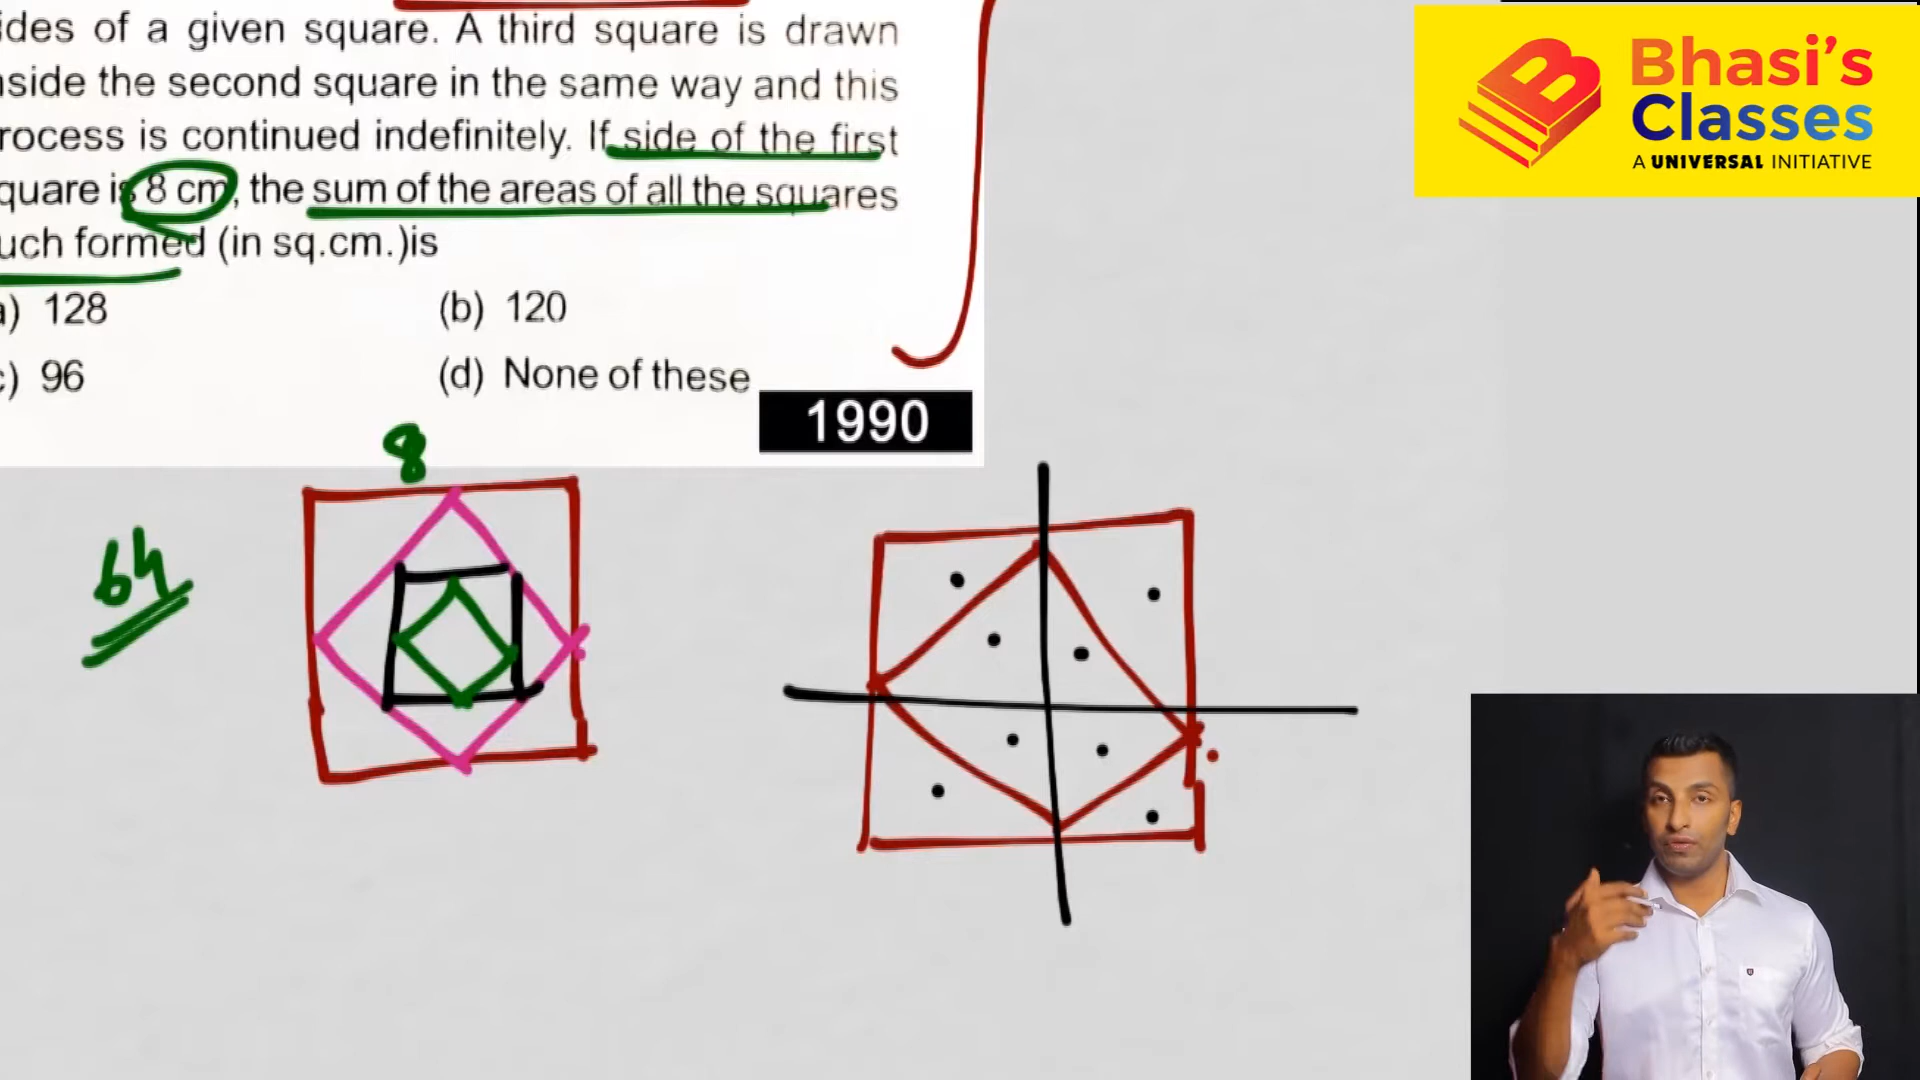 ides of a given square. A third square is drawn
nside the second square in the same way and this
rocess is continued indefinitely. If side of the first
quare is 8 cm, the sum of the areas of all the squares
uch formed (in sq.cm.)is
a) 128
(b) 120
c) 96
(d) None of these
1990
8
64
Bhasi's
Classes
A UNIVERSAL INITIATIVE